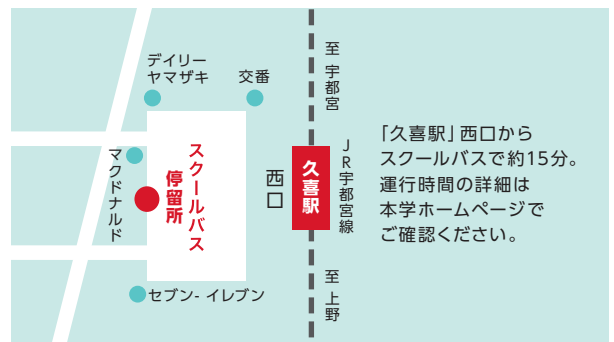 デイリー
ヤマザキ
交番
至 宇都宮
マクドナルド
スクールバス
停留所
西口
久喜駅
JR宇都宮線
「久喜駅」西口から
スクールバスで約15分。
運行時間の詳細は
本学ホームページで
ご確認ください。
セブン-イレブン
至 上野